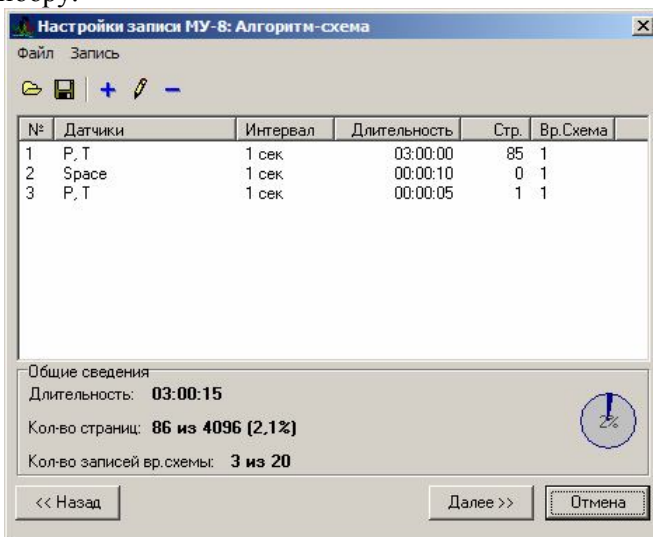 Настройки записи МУ-8: Алгоритм-схема
Файл Запись
№ Датчики Интервал Длительность Стр. Вр.Схема
1 P, T 1 сек 03:00:00 85 1
2 Space 1 сек 00:00:10 0 1
3 P, T 1 сек 00:00:05 1 1
Общие сведения
Длительность: 03:00:15
Кол-во страниц: 86 из 4096 (2,1%)
2%
Кол-во записей вр.схемы: 3 из 20
<< Назад Далее >> Отмена